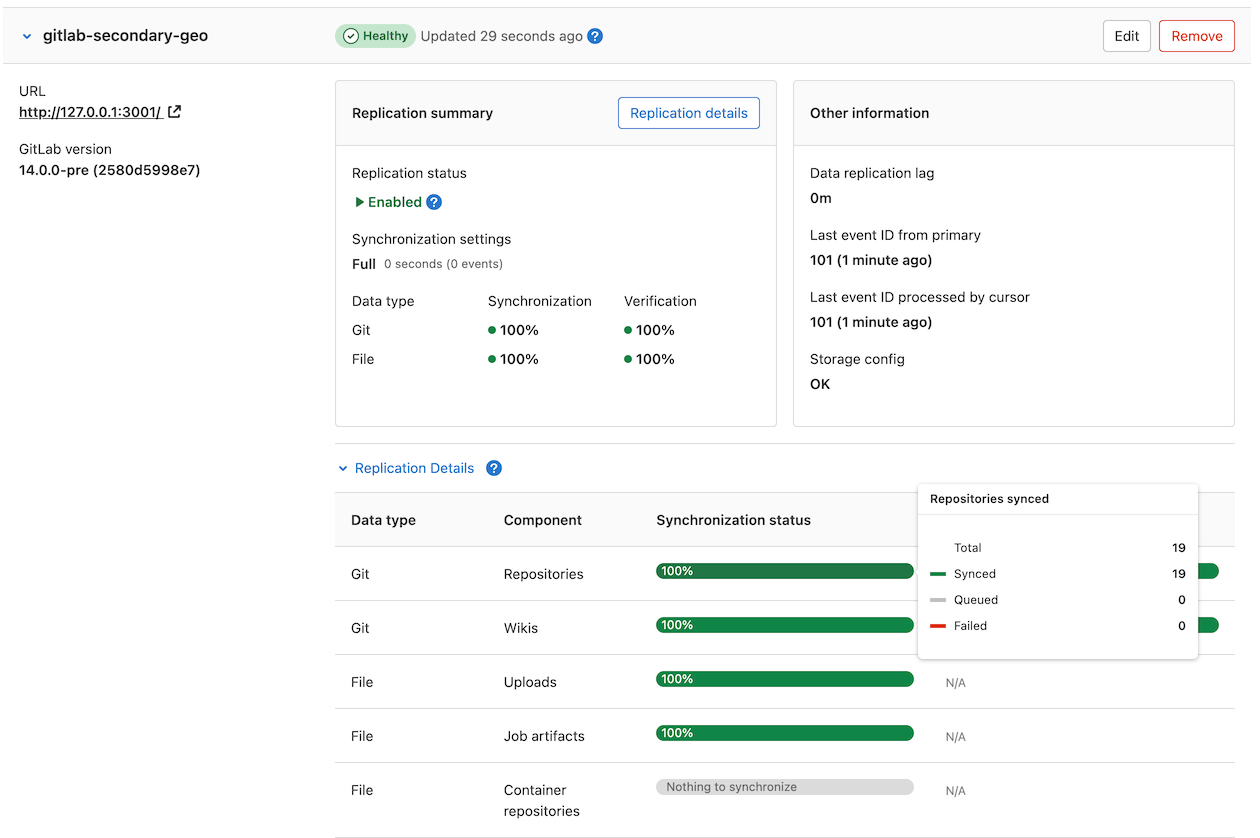 gitlab-secondary-geo
Healthy Updated 29 seconds ago ?
Edit
Remove
URL
http://127.0.0.1:3001/
GitLab version
14.0.0-pre (2580d5998e7)
Replication summary
Replication details
Replication status
Enabled ?
Synchronization settings
Full 0 seconds (0 events)
Data type Synchronization Verification
Git 100% 100%
File 100% 100%
Other information
Data replication lag
0m
Last event ID from primary
101 (1 minute ago)
Last event ID processed by cursor
101 (1 minute ago)
Storage config
OK
Replication Details ?
Data type Component Synchronization status
Git Repositories 100%
Git Wikis 100%
File Uploads 100% N/A
File Job artifacts 100% N/A
File Container Nothing to synchronize N/A
repositories
Repositories synced
Total 19
Synced 19
Queued 0
Failed 0